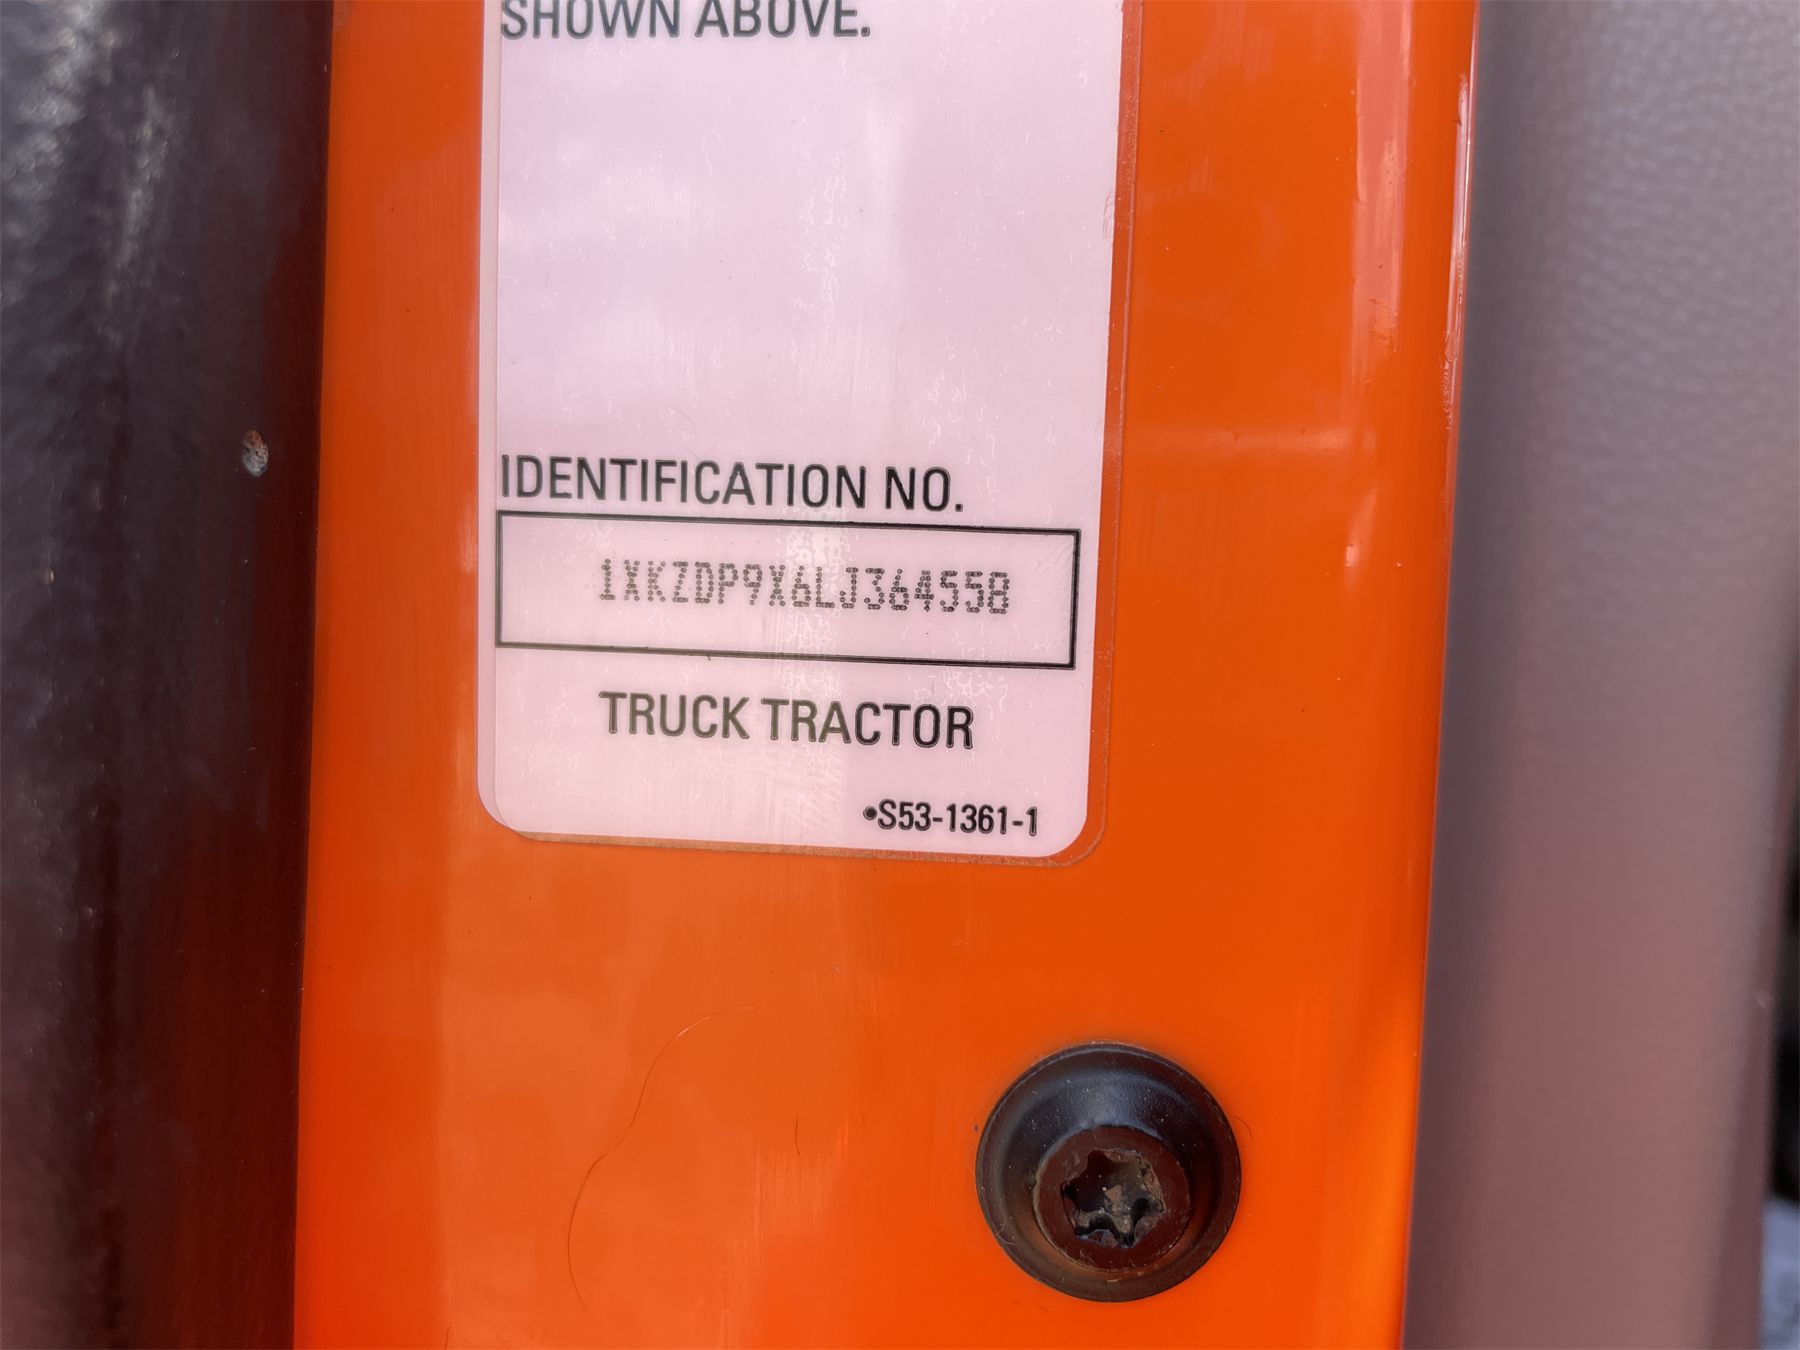 SHOWN ABOVE.
IDENTIFICATION NO.
1XKZDP9X6LJ364558
TRUCK TRACTOR
•S53-1361-1